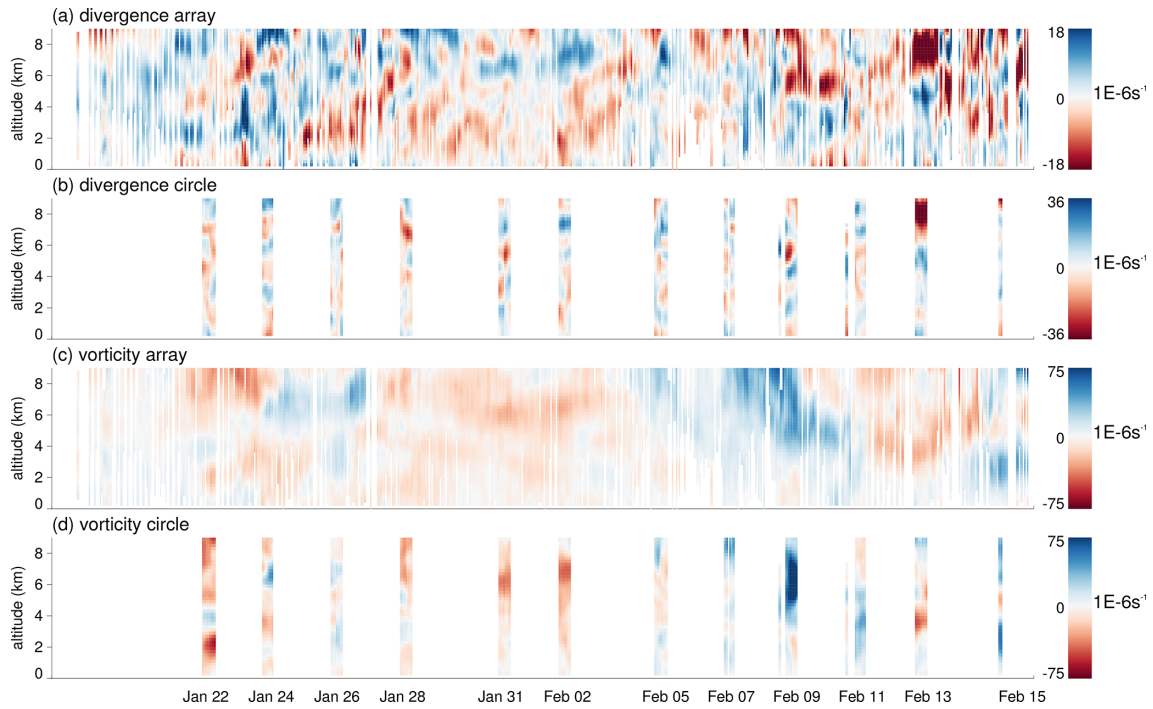 (a) divergence array
altitude (km)
8
6
4
2
0
18
0
-18
1E-6s⁻¹
(b) divergence circle
altitude (km)
8
6
4
2
0
36
0
-36
1E-6s⁻¹
(c) vorticity array
altitude (km)
8
6
4
2
0
75
0
-75
1E-6s⁻¹
(d) vorticity circle
altitude (km)
8
6
4
2
0
75
0
-75
1E-6s⁻¹
Jan 22 Jan 24 Jan 26 Jan 28 Jan 31 Feb 02 Feb 05 Feb 07 Feb 09 Feb 11 Feb 13 Feb 15